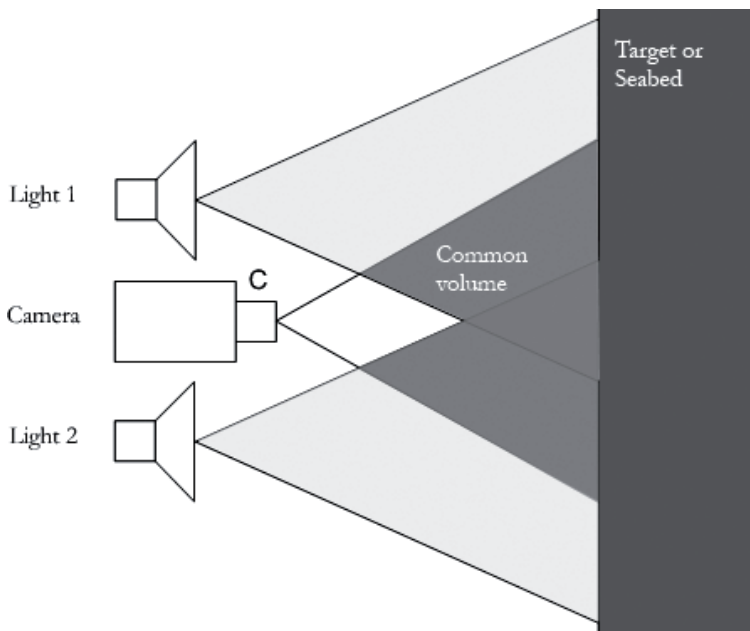 Target or
Seabed
Light 1
Common
volume
C
Camera
Light 2